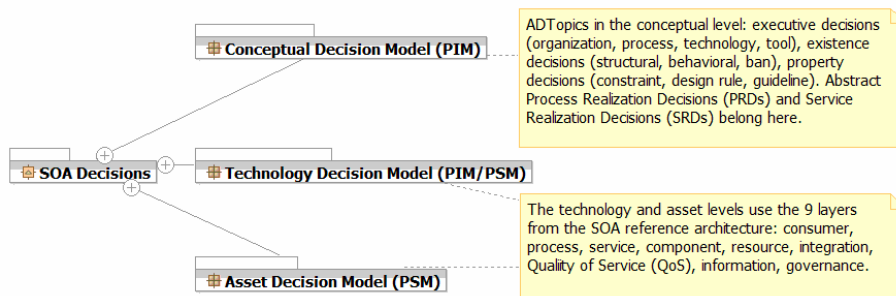 Conceptual Decision Model (PIM)
ADTopics in the conceptual level: executive decisions
(organization, process, technology, tool), existence
decisions (structural, behavioral, ban), property
decisions (constraint, design rule, guideline). Abstract
Process Realization Decisions (PRDs) and Service
Realization Decisions (SRDs) belong here.
SOA Decisions
Technology Decision Model (PIM/PSM)
The technology and asset levels use the 9 layers
from the SOA reference architecture: consumer,
process, service, component, resource, integration,
Quality of Service (QoS), information, governance.
Asset Decision Model (PSM)